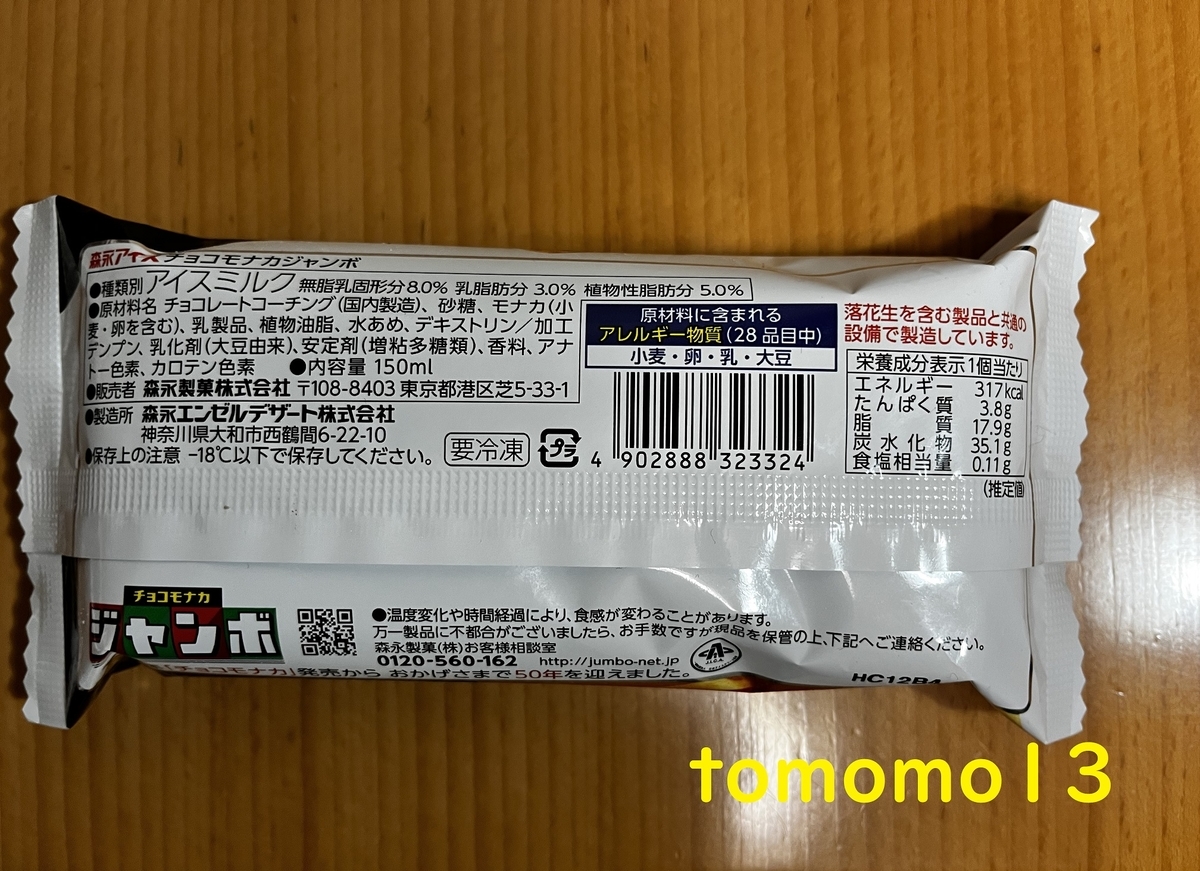 森永アイス チョコモナカジャンボ
●種類別 アイスミルク 無脂乳固形分8.0% 乳脂肪分 3.0% 植物性脂肪分 5.0%
●原材料名 チョコレートコーチング(国内製造)、砂糖、モナカ(小
麦・卵を含む)、乳製品、植物油脂、水あめ、デキストリン/加工
デンプン、乳化剤(大豆由来)、安定剤(増粘多糖類)、香料、アナ
トー色素、カロテン色素 ●内容量 150ml
●販売者 森永製菓株式会社 〒108-8403 東京都港区芝5-33-1
●製造所 森永エンゼルデザート株式会社
神奈川県大和市西鶴間6-22-10
●保存上の注意 −18℃以下で保存してください。
要冷凍
プラ
原材料に含まれる
アレルギー物質(28品目中)
小麦・卵・乳・大豆
4 902888 323324
落花生を含む製品と共通の
設備で製造しています。
栄養成分表示1個当たり
エネルギー 317kcal
たんぱく質 3.8g
脂質 17.9g
炭水化物 35.1g
食塩相当量 0.11g
(推定値)
チョコモナカ
ジャンボ
●温度変化や時間経過により、食感が変わることがあります。
万一製品に不都合がございましたら、お手数ですが現品を保管の上、下記へご連絡ください。
森永製菓(株)お客様相談室
0120-560-162 http://jumbo-net.jp
「チョコモナカ」発売から おかげさまで50年を迎えました。
HC12B4
tomomo13